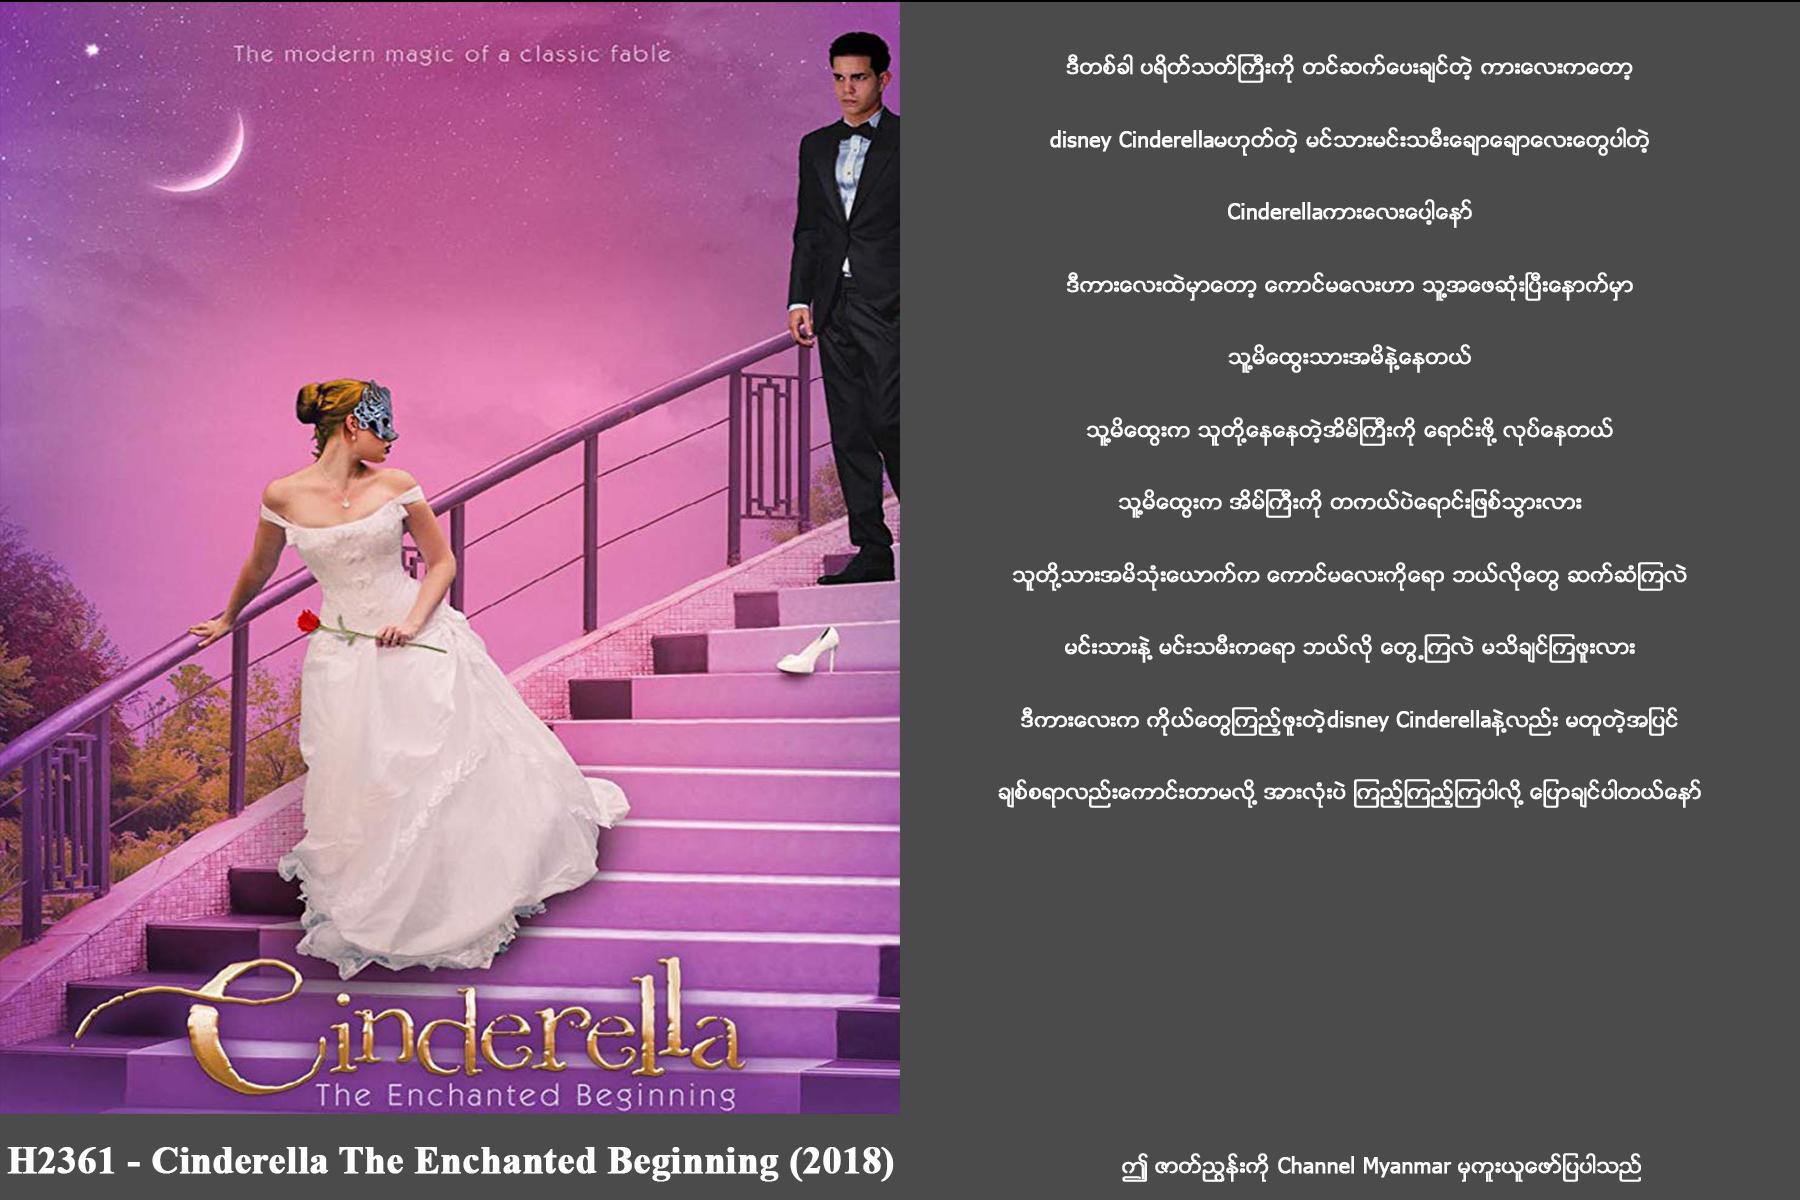 The modern magic of a classic fable
Cinderella
The Enchanted Beginning
H2361 - Cinderella The Enchanted Beginning (2018)
ဒီတစ်ခါ ပရိတ်သတ်ကြီးကို တင်ဆက်ပေးချင်တဲ့ ကားလေးကတော့
disney Cinderellaမဟုတ်တဲ့ မင်သားမင်းသမီးချောချောလေးတွေပါတဲ့
Cinderellaကားလေးပေါ့နော်
ဒီကားလေးထဲမှာတော့ ကောင်မလေးဟာ သူ့အဖေဆုံးပြီးနောက်မှာ
သူ့မိထွေးသားအမိနဲ့နေတယ်
သူ့မိထွေးက သူတို့နေနေတဲ့အိမ်ကြီးကို ရောင်းဖို့ လုပ်နေတယ်
သူ့မိထွေးက အိမ်ကြီးကို တကယ်ပဲရောင်းဖြစ်သွားလား
သူတို့သားအမိသုံးယောက်က ကောင်မလေးကိုရော ဘယ်လိုတွေ ဆက်ဆံကြလဲ
မင်းသားနဲ့ မင်းသမီးကရော ဘယ်လို တွေ့ကြလဲ မသိချင်ကြဖူးလား
ဒီကားလေးက ကိုယ်တွေကြည့်ဖူးတဲ့disney Cinderellaနဲ့လည်း မတူတဲ့အပြင်
ချစ်စရာလည်းကောင်းတာမလို့ အားလုံးပဲ ကြည့်ကြည့်ကြပါလို့ ပြောချင်ပါတယ်နော်
ဤ ဇာတ်ညွှန်းကို Channel Myanmar မှကူးယူဖော်ပြပါသည်